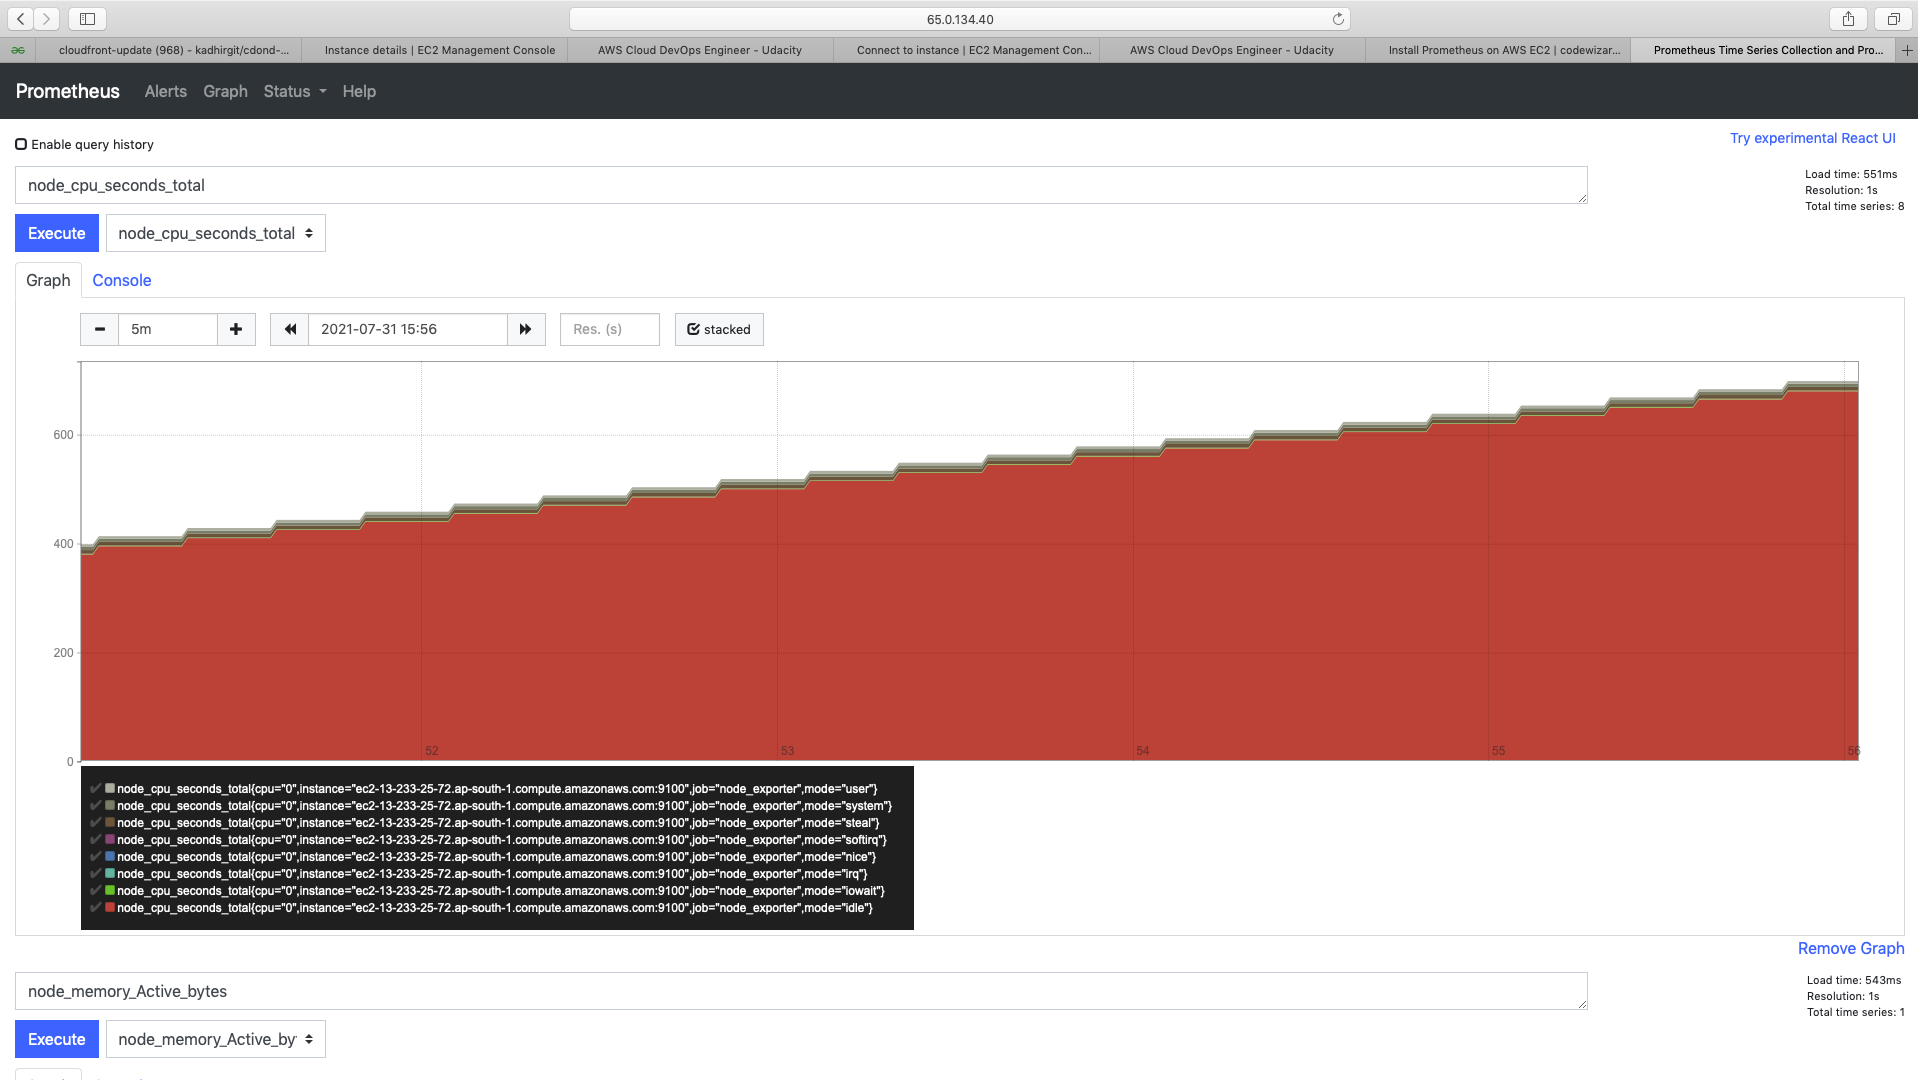 65.0.134.40
cloudfront-update (968) - kadhirgit/cdond-...
Instance details | EC2 Management Console
AWS Cloud DevOps Engineer - Udacity
Connect to instance | EC2 Management Con...
AWS Cloud DevOps Engineer - Udacity
Install Prometheus on AWS EC2 | codewizar...
Prometheus Time Series Collection and Pro...
Prometheus Alerts Graph Status Help
Enable query history
Try experimental React UI
node_cpu_seconds_total
Load time: 551ms
Resolution: 1s
Total time series: 8
Execute node_cpu_seconds_total
Graph Console
5m 2021-07-31 15:56 Res. (s) stacked
600
400
200
0
52 53 54 55 56
node_cpu_seconds_total{cpu="0",instance="ec2-13-233-25-72.ap-south-1.compute.amazonaws.com:9100",job="node_exporter",mode="user"}
node_cpu_seconds_total{cpu="0",instance="ec2-13-233-25-72.ap-south-1.compute.amazonaws.com:9100",job="node_exporter",mode="system"}
node_cpu_seconds_total{cpu="0",instance="ec2-13-233-25-72.ap-south-1.compute.amazonaws.com:9100",job="node_exporter",mode="steal"}
node_cpu_seconds_total{cpu="0",instance="ec2-13-233-25-72.ap-south-1.compute.amazonaws.com:9100",job="node_exporter",mode="softirq"}
node_cpu_seconds_total{cpu="0",instance="ec2-13-233-25-72.ap-south-1.compute.amazonaws.com:9100",job="node_exporter",mode="nice"}
node_cpu_seconds_total{cpu="0",instance="ec2-13-233-25-72.ap-south-1.compute.amazonaws.com:9100",job="node_exporter",mode="irq"}
node_cpu_seconds_total{cpu="0",instance="ec2-13-233-25-72.ap-south-1.compute.amazonaws.com:9100",job="node_exporter",mode="iowait"}
node_cpu_seconds_total{cpu="0",instance="ec2-13-233-25-72.ap-south-1.compute.amazonaws.com:9100",job="node_exporter",mode="idle"}
Remove Graph
node_memory_Active_bytes
Load time: 543ms
Resolution: 1s
Total time series: 1
Execute node_memory_Active_by